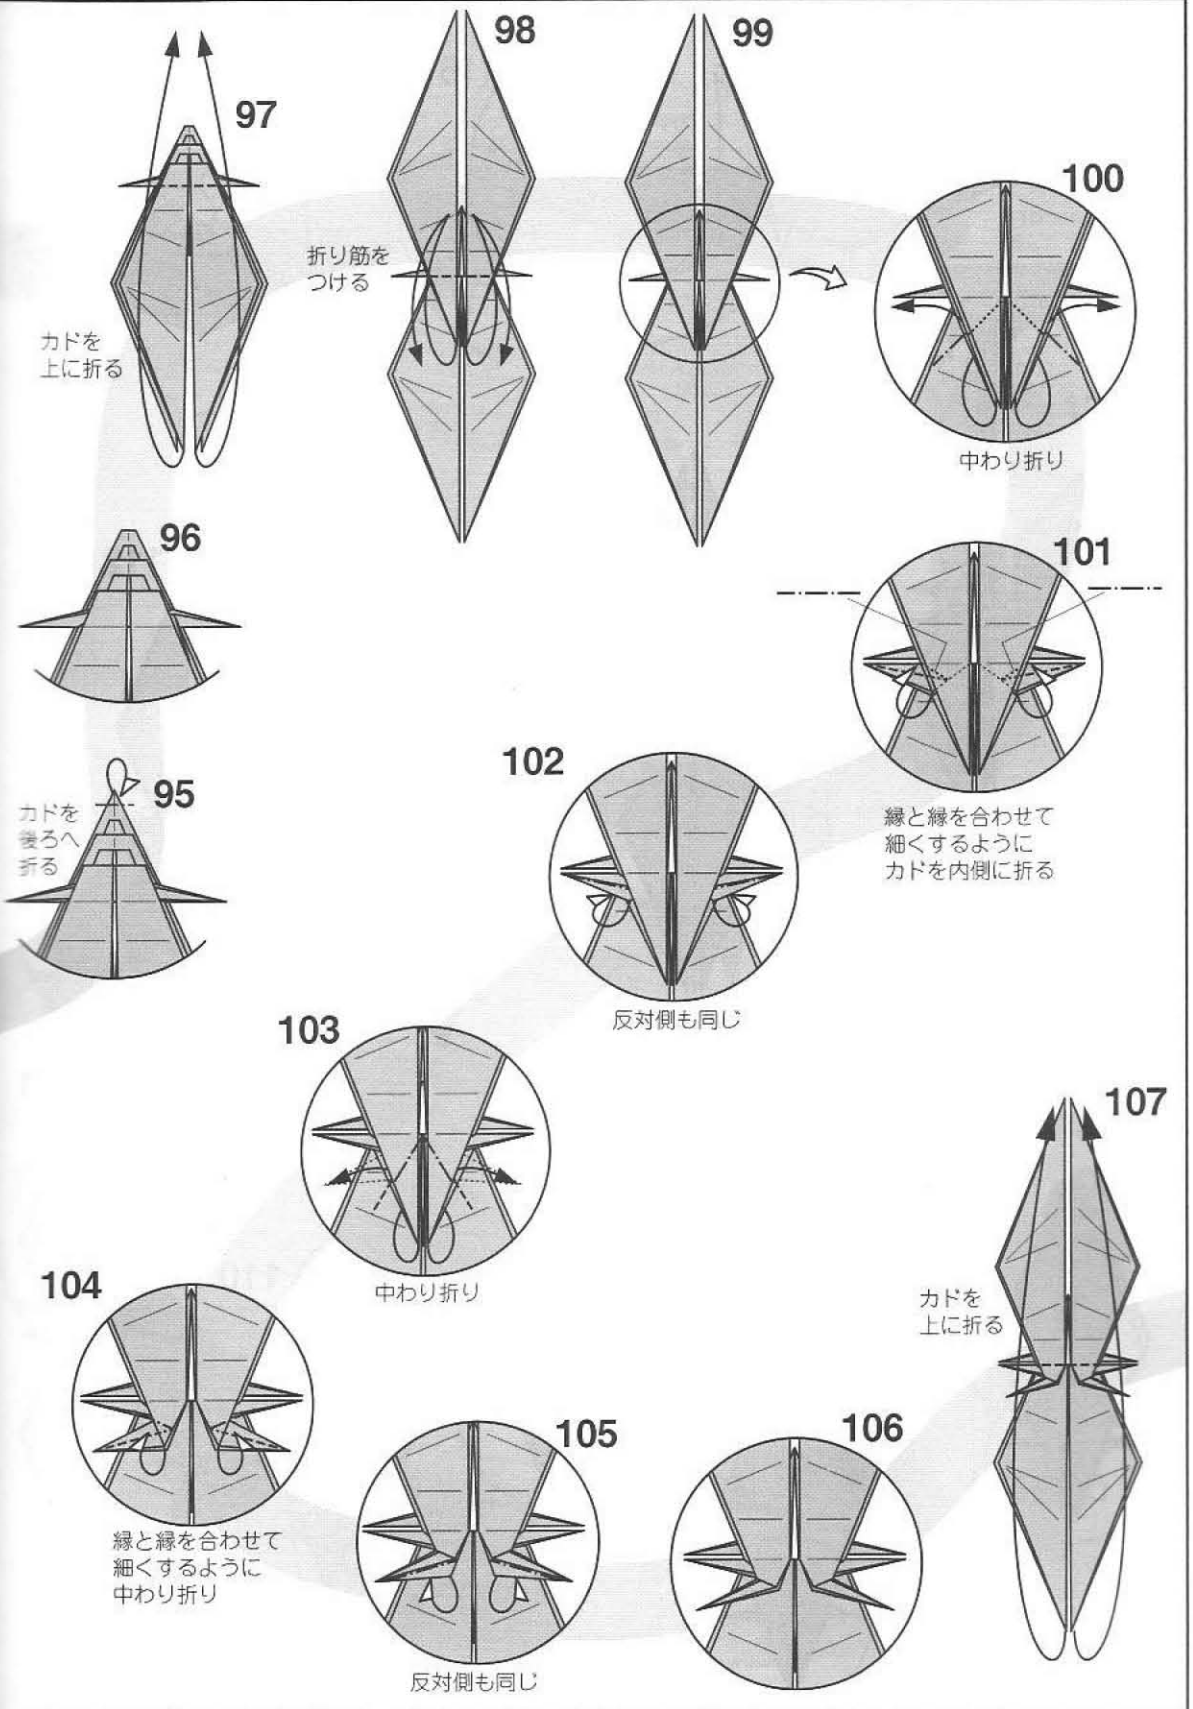 95
カドを
後ろへ
折る
96
97
カドを
上に折る
98
折り筋を
つける
99
100
中わり折り
101
縁と縁を合わせて
細くするように
カドを内側に折る
102
反対側も同じ
103
中わり折り
104
縁と縁を合わせて
細くするように
中わり折り
105
反対側も同じ
106
107
カドを
上に折る